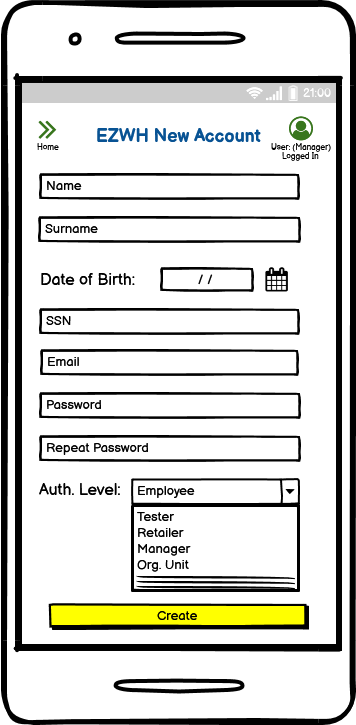 21:00
EZWH New Account
Home
User: (Manager)
Logged In
Name
Surname
Date of Birth:
/ /
SSN
Email
Password
Repeat Password
Auth. Level:
Employee
Tester
Retailer
Manager
Org. Unit
Create